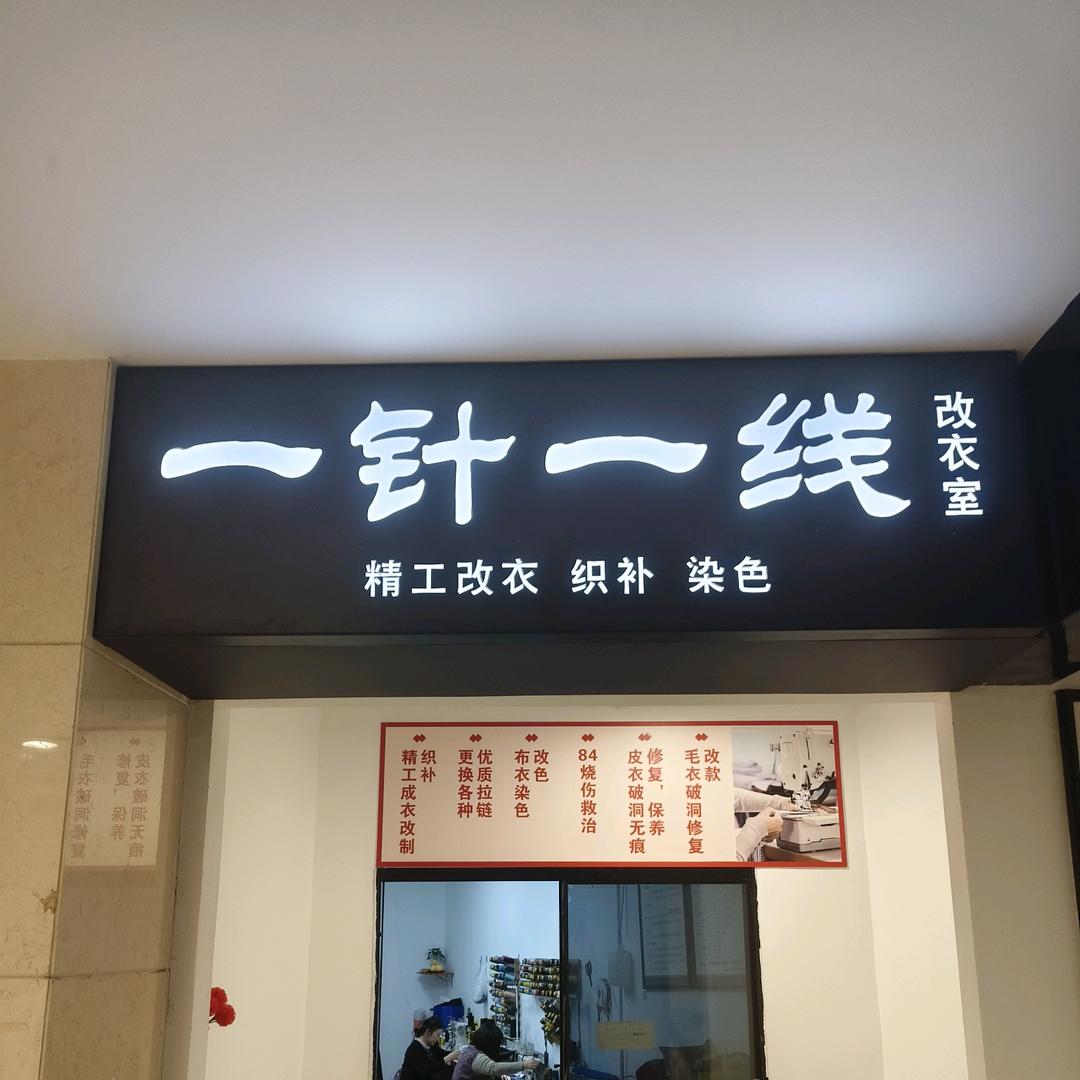 一针一线
改衣室
精工改衣 织补 染色
精工成衣改制
织补
更换各种
优质拉链
布衣染色
改色
84烧伤救治
皮衣破洞无痕
修复，保养
毛衣破洞修复
改款